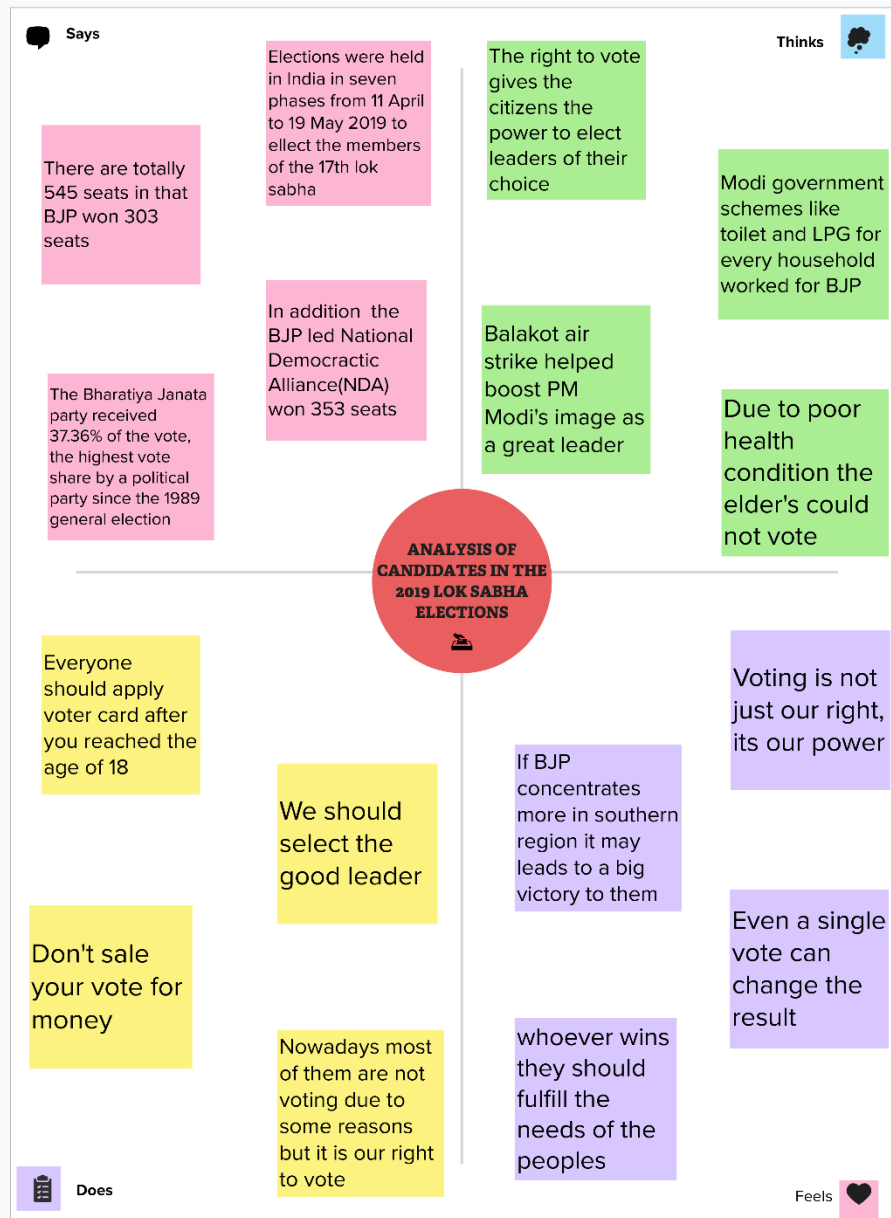 Says
Elections were held
in India in seven
phases from 11 April
to 19 May 2019 to
ellect the members
of the 17th lok
sabha
There are totally
545 seats in that
BJP won 303
seats
In addition the
BJP led National
Democractic
Alliance(NDA)
won 353 seats
The Bharatiya Janata
party received
37.36% of the vote,
the highest vote
share by a political
party since the 1989
general election
Thinks
The right to vote
gives the
citizens the
power to elect
leaders of their
choice
Modi government
schemes like
toilet and LPG for
every household
worked for BJP
Balakot air
strike helped
boost PM
Modi's image as
a great leader
Due to poor
health
condition the
elder's could
not vote
ANALYSIS OF
CANDIDATES IN THE
2019 LOK SABHA
ELECTIONS
Everyone
should apply
voter card after
you reached the
age of 18
We should
select the
good leader
Don't sale
your vote for
money
Nowadays most
of them are not
voting due to
some reasons
but it is our right
to vote
Does
Voting is not
just our right,
its our power
If BJP
concentrates
more in southern
region it may
leads to a big
victory to them
Even a single
vote can
change the
result
whoever wins
they should
fulfill the
needs of the
peoples
Feels